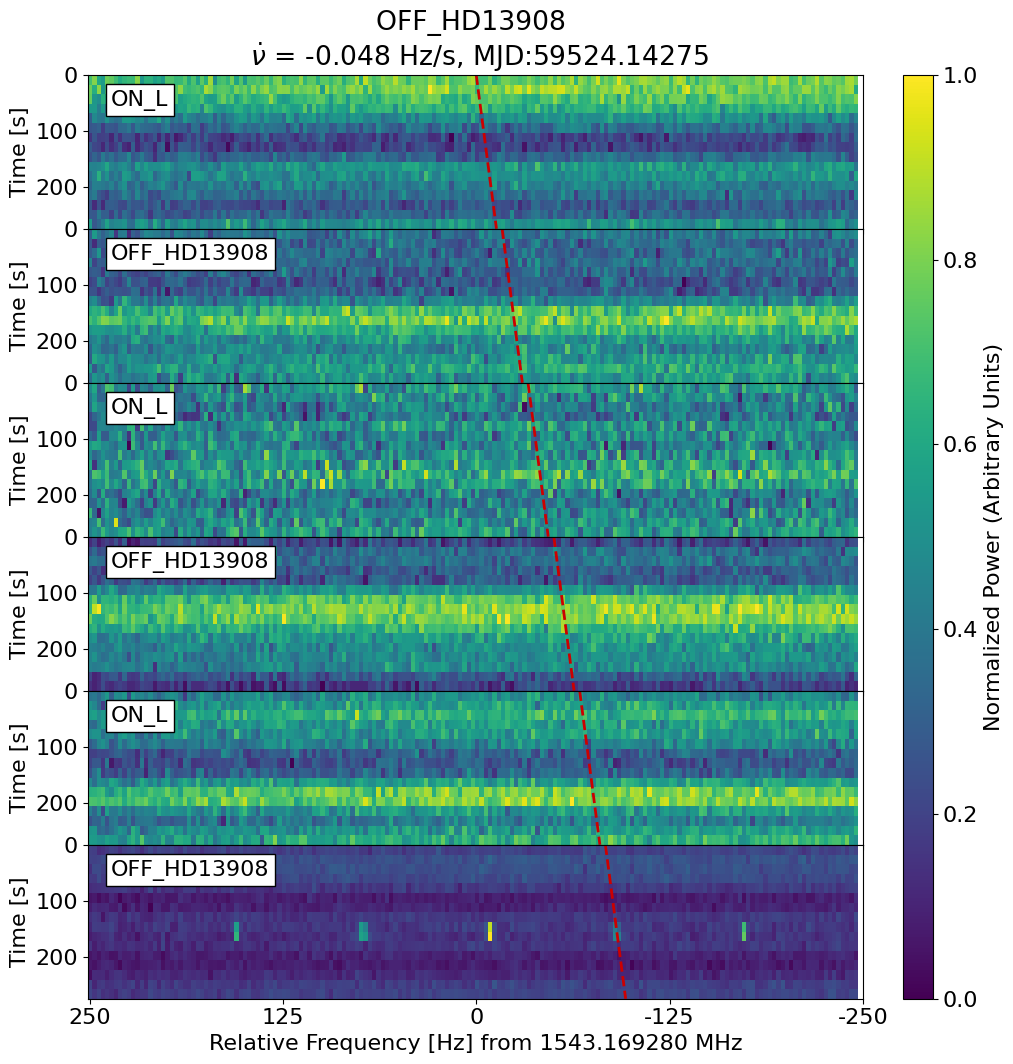 OFF_HD13908
ν̇ = -0.048 Hz/s, MJD:59524.14275
0
ON_L
100
200
Time [s]
0
OFF_HD13908
100
200
Time [s]
0
ON_L
100
200
Time [s]
0
OFF_HD13908
100
200
Time [s]
0
ON_L
100
200
Time [s]
0
OFF_HD13908
100
200
Time [s]
250 125 0 -125 -250
Relative Frequency [Hz] from 1543.169280 MHz
1.0
0.8
0.6
0.4
0.2
0.0
Normalized Power (Arbitrary Units)